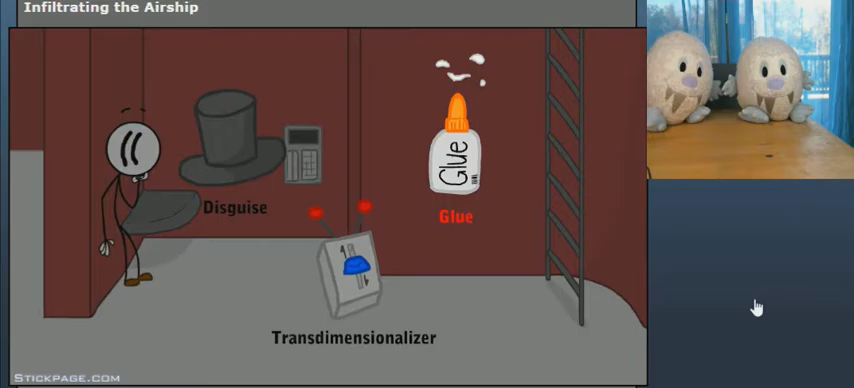 Infiltrating the Airship
Glue
Disguise
Glue
Transdimensionalizer
STICKPAGE.COM